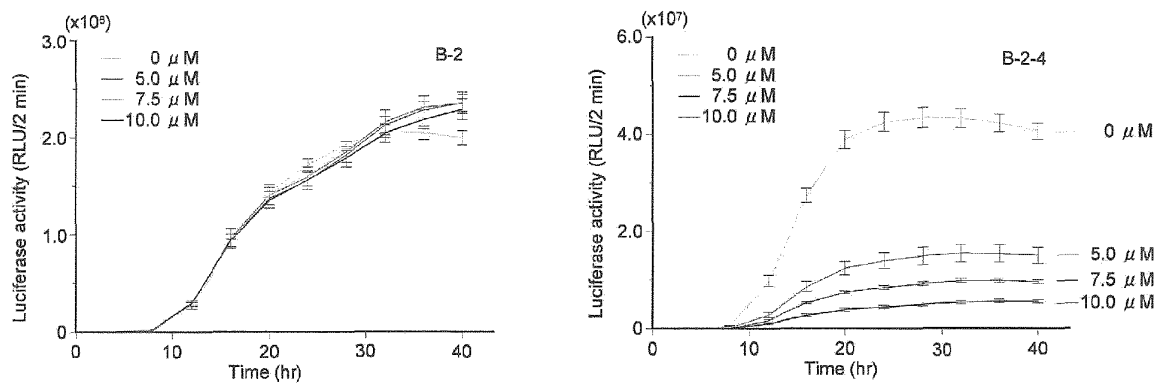 (x10⁸)
3.0
2.0
1.0
0
Luciferase activity (RLU/2 min)
0 μM
5.0 μM
7.5 μM
10.0 μM
B-2
0 10 20 30 40
Time (hr)
(x10⁷)
6.0
4.0
2.0
0
Luciferase activity (RLU/2 min)
0 μM
5.0 μM
7.5 μM
10.0 μM
B-2-4
0 μM
5.0 μM
7.5 μM
10.0 μM
0 10 20 30 40
Time (hr)